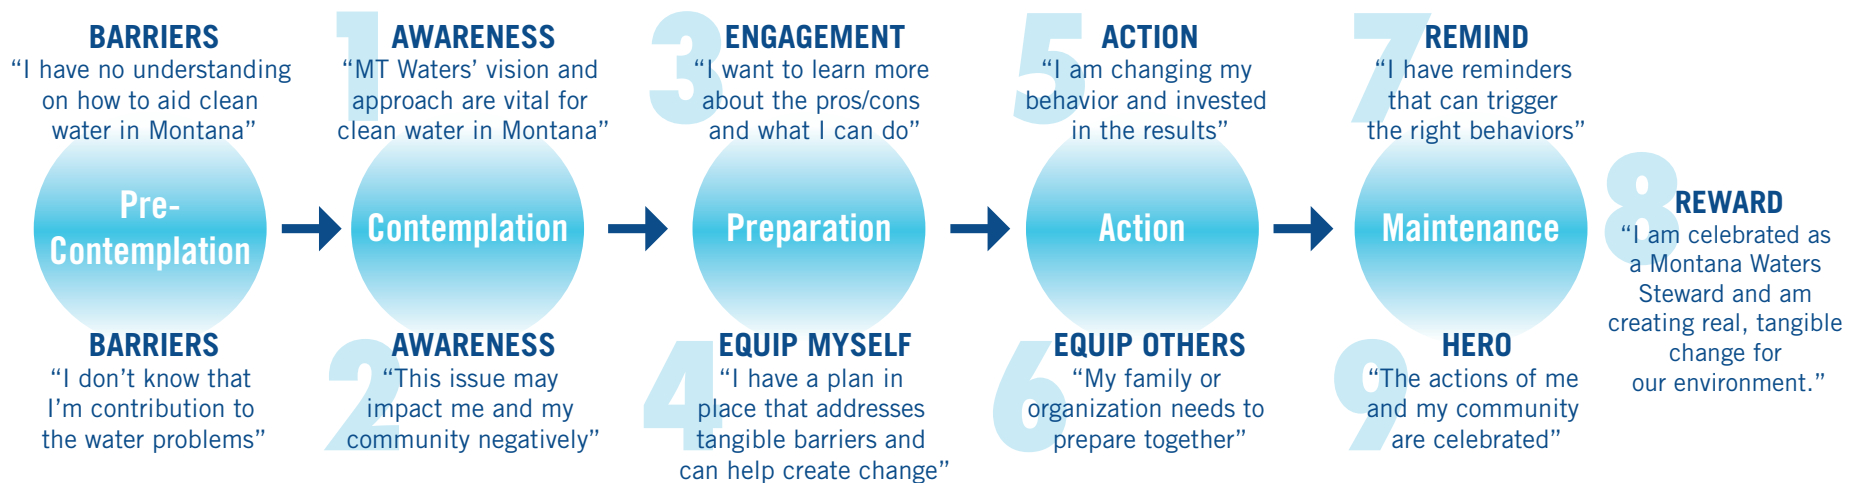 BARRIERS
“I have no understanding
on how to aid clean
water in Montana”
Pre-
Contemplation
BARRIERS
“I don’t know that
I’m contribution to
the water problems”
1
AWARENESS
“MT Waters’ vision and
approach are vital for
clean water in Montana”
Contemplation
2
AWARENESS
“This issue may
impact me and my
community negatively”
3
ENGAGEMENT
“I want to learn more
about the pros/cons
and what I can do”
Preparation
4
EQUIP MYSELF
“I have a plan in
place that addresses
tangible barriers and
can help create change”
5
ACTION
“I am changing my
behavior and invested
in the results”
Action
6
EQUIP OTHERS
“My family or
organization needs to
prepare together”
7
REMIND
“I have reminders
that can trigger
the right behaviors”
Maintenance
8
REWARD
“I am celebrated as
a Montana Waters
Steward and am
creating real, tangible
change for
our environment.”
9
HERO
“The actions of me
and my community
are celebrated”